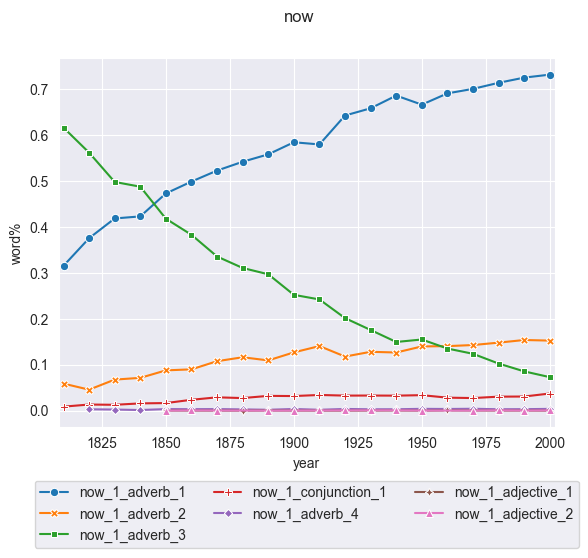 now
0.7
0.6
0.5
0.4
0.3
0.2
0.1
0.0
word%
1825 1850 1875 1900 1925 1950 1975 2000
year
now_1_adverb_1 now_1_conjunction_1 now_1_adjective_1
now_1_adverb_2 now_1_adverb_4 now_1_adjective_2
now_1_adverb_3